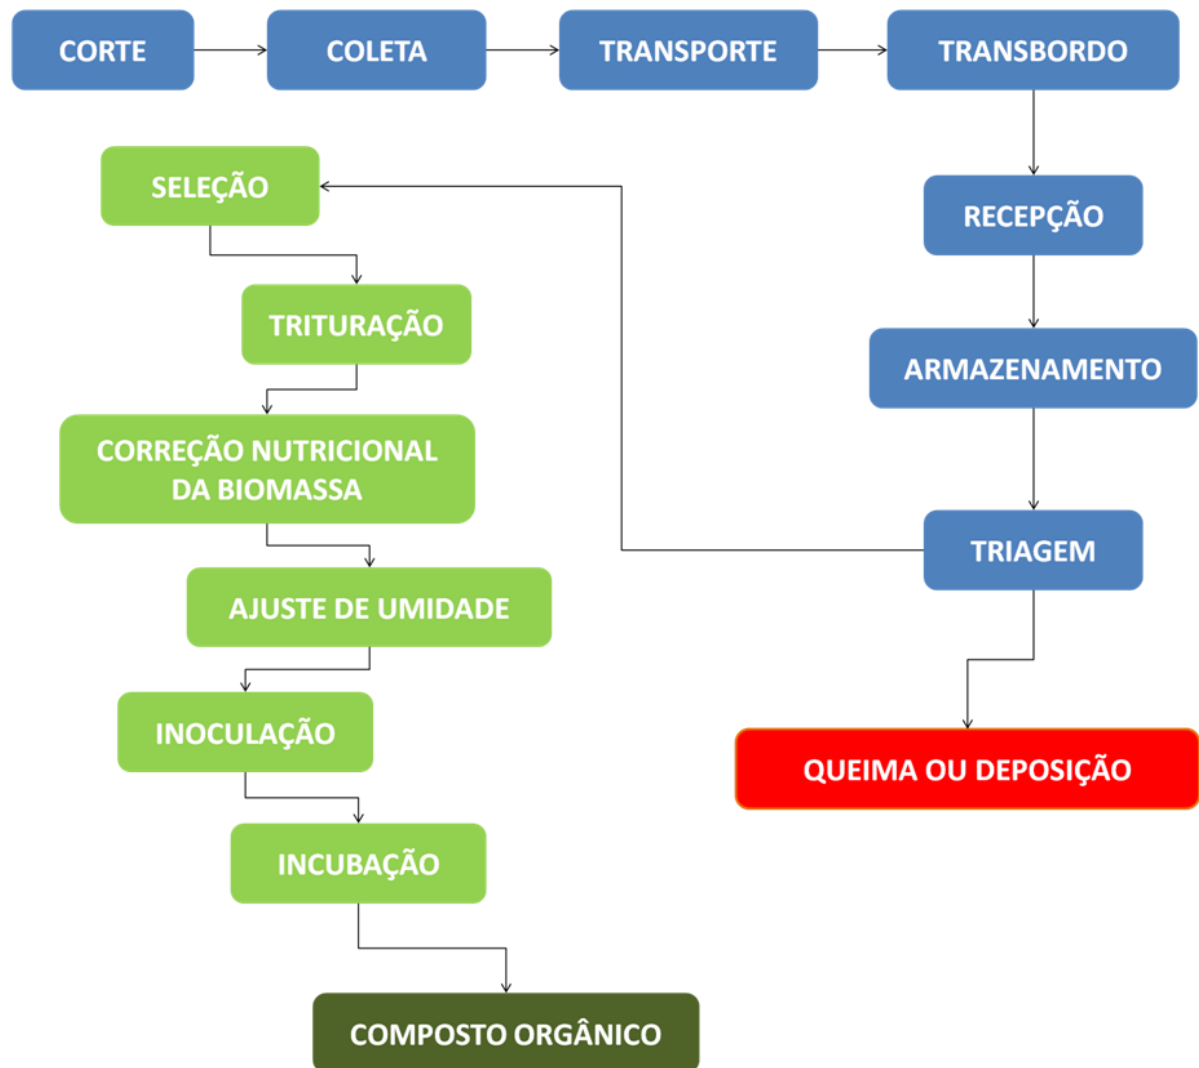 CORTE
COLETA
TRANSPORTE
TRANSBORDO
RECEPÇÃO
ARMAZENAMENTO
TRIAGEM
QUEIMA OU DEPOSIÇÃO
SELEÇÃO
TRITURAÇÃO
CORREÇÃO NUTRICIONAL
DA BIOMASSA
AJUSTE DE UMIDADE
INOCULAÇÃO
INCUBAÇÃO
COMPOSTO ORGÂNICO